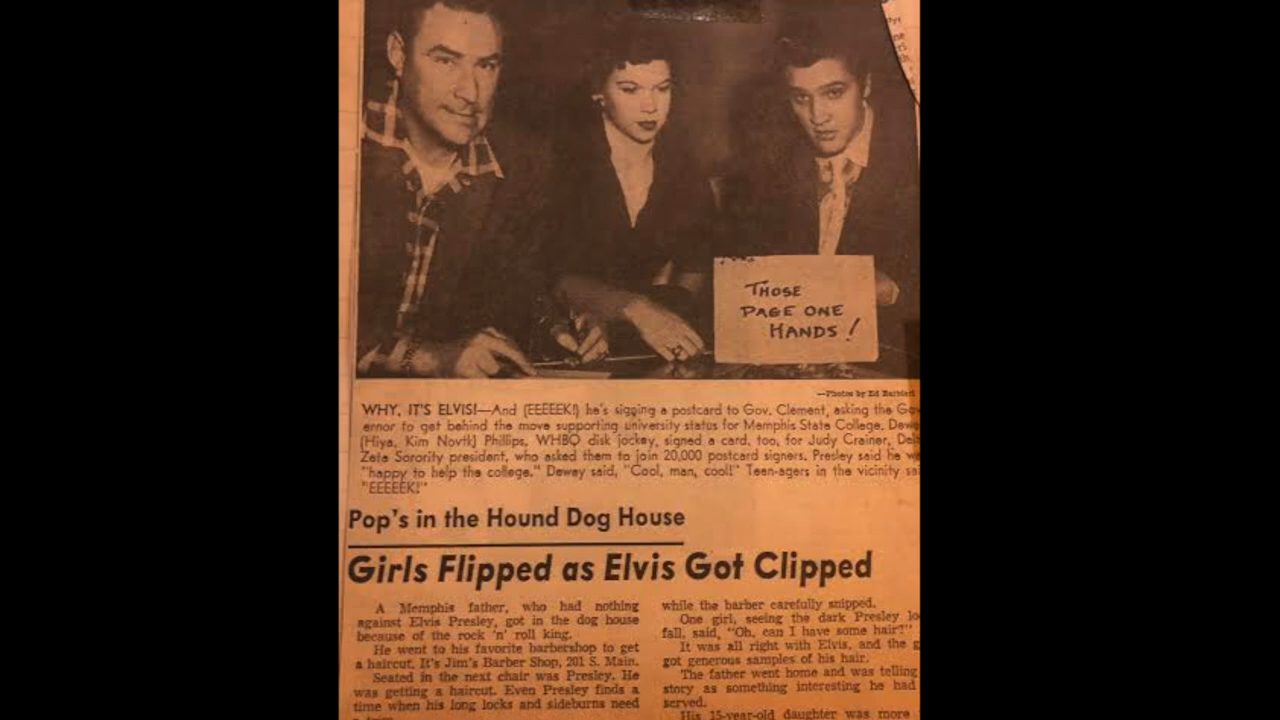 THOSE
PAGE ONE
HANDS!
—Photos by Ed Barbieri
WHY, IT'S ELVIS!—And (EEEEEK!) he's signing a postcard to Gov. Clement, asking the Gov
ernor to get behind the move supporting university status for Memphis State College. Dewe
(Hiya, Kim Novik) Phillips, WHBQ disk jockey, signed a card, too, for Judy Crainer, Del
Zeta Sorority president, who asked them to join 20,000 postcard signers. Presley said he w
"happy to help the college." Dewey said, "Cool, man, cool!" Teen-agers in the vicinity sai
"EEEEEK!"
Pop's in the Hound Dog House
Girls Flipped as Elvis Got Clipped
A Memphis father, who had nothing
against Elvis Presley, got in the dog house
because of the rock 'n' roll king.
He went to his favorite barbershop to get
a haircut. It's Jim's Barber Shop, 201 S. Main.
Seated in the next chair was Presley. He
was getting a haircut. Even Presley finds a
time when his long locks and sideburns need
while the barber carefully snipped.
One girl, seeing the dark Presley lo
fall, said, "Oh, can I have some hair?"
It was all right with Elvis, and the g
got generous samples of his hair.
The father went home and was telling
story as something interesting he had
served.
His 15-year-old daughter was more